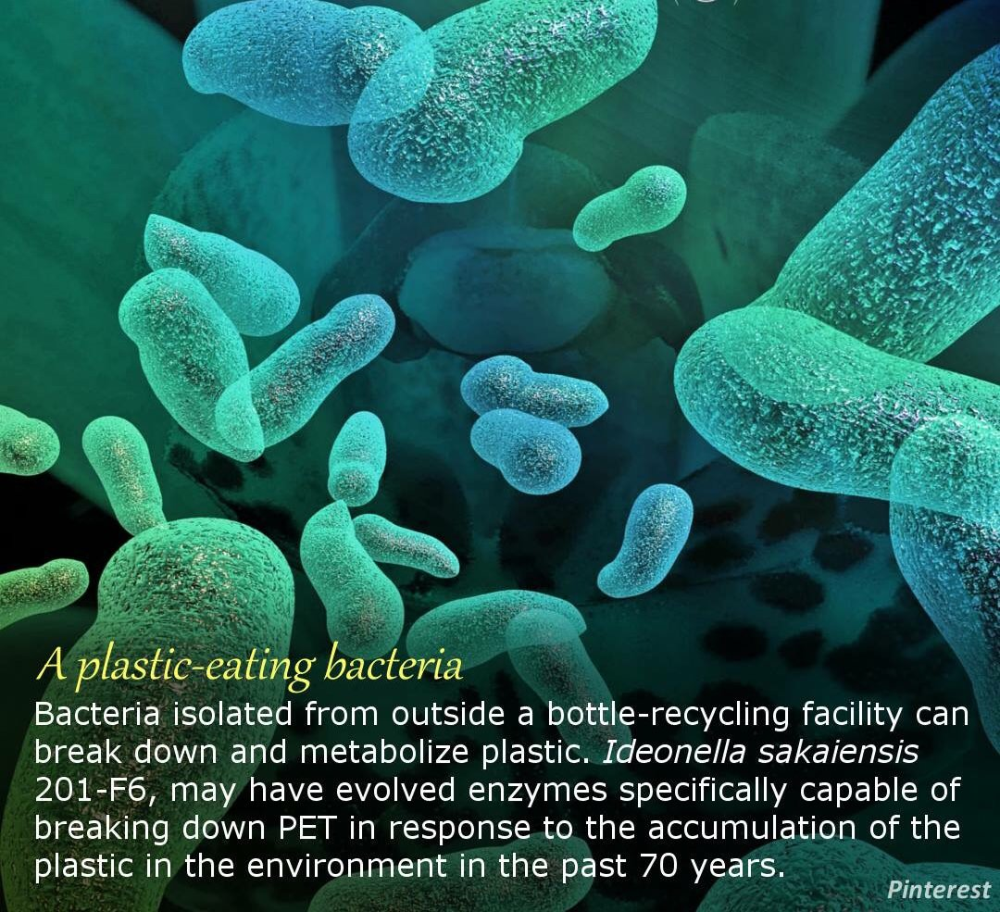 A plastic-eating bacteria
Bacteria isolated from outside a bottle-recycling facility can
break down and metabolize plastic. Ideonella sakaiensis
201-F6, may have evolved enzymes specifically capable of
breaking down PET in response to the accumulation of the
plastic in the environment in the past 70 years.
Pinterest